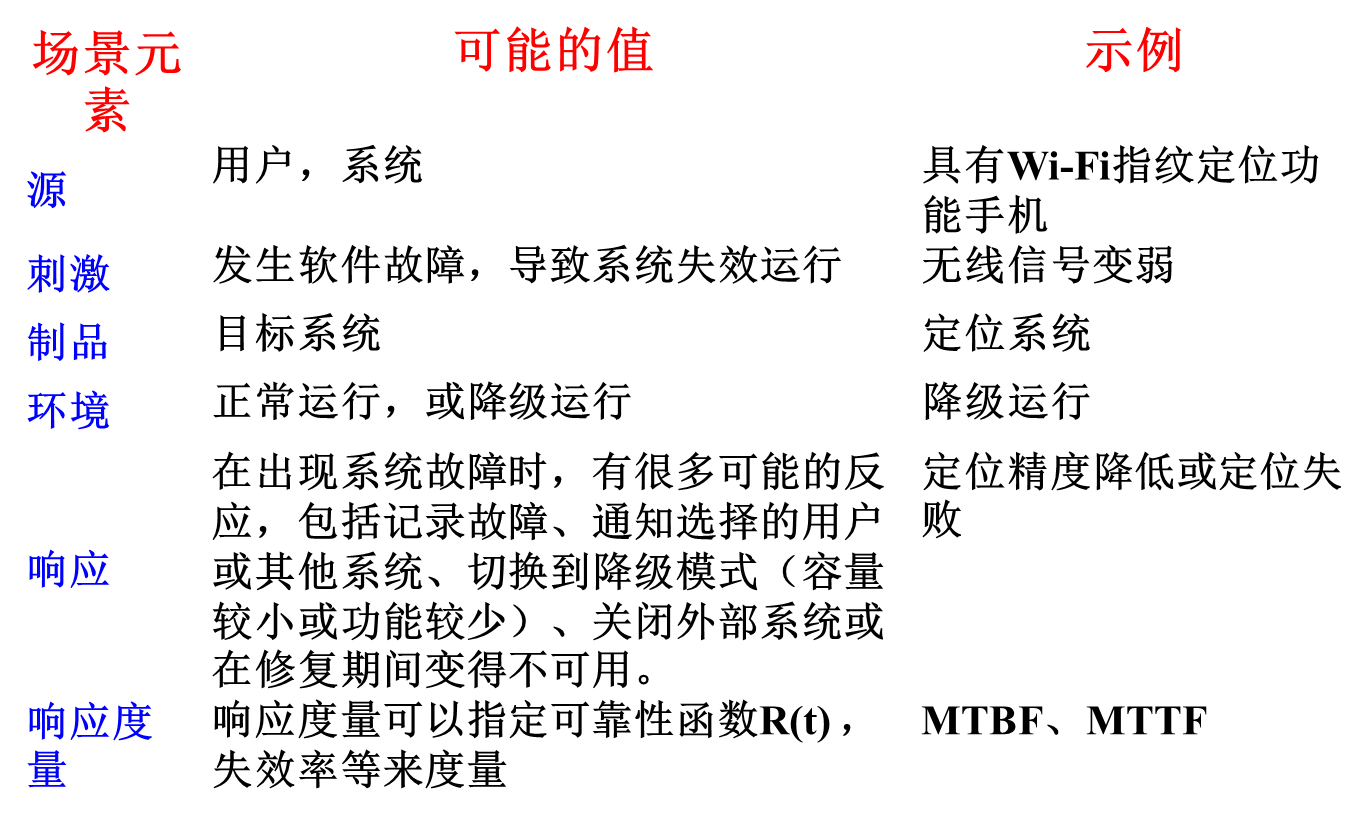 场景元素
可能的值
示例
源
用户，系统
具有Wi-Fi指纹定位功
能手机
刺激
发生软件故障，导致系统失效运行
无线信号变弱
制品
目标系统
定位系统
环境
正常运行，或降级运行
降级运行
响应
在出现系统故障时，有很多可能的反
应，包括记录故障、通知选择的用户
或其他系统、切换到降级模式（容量
较小或功能较少）、关闭外部系统或
在修复期间变得不可用。
定位精度降低或定位失
败
响应度
量
响应度量可以指定可靠性函数R(t)，
失效率等来度量
MTBF、MTTF